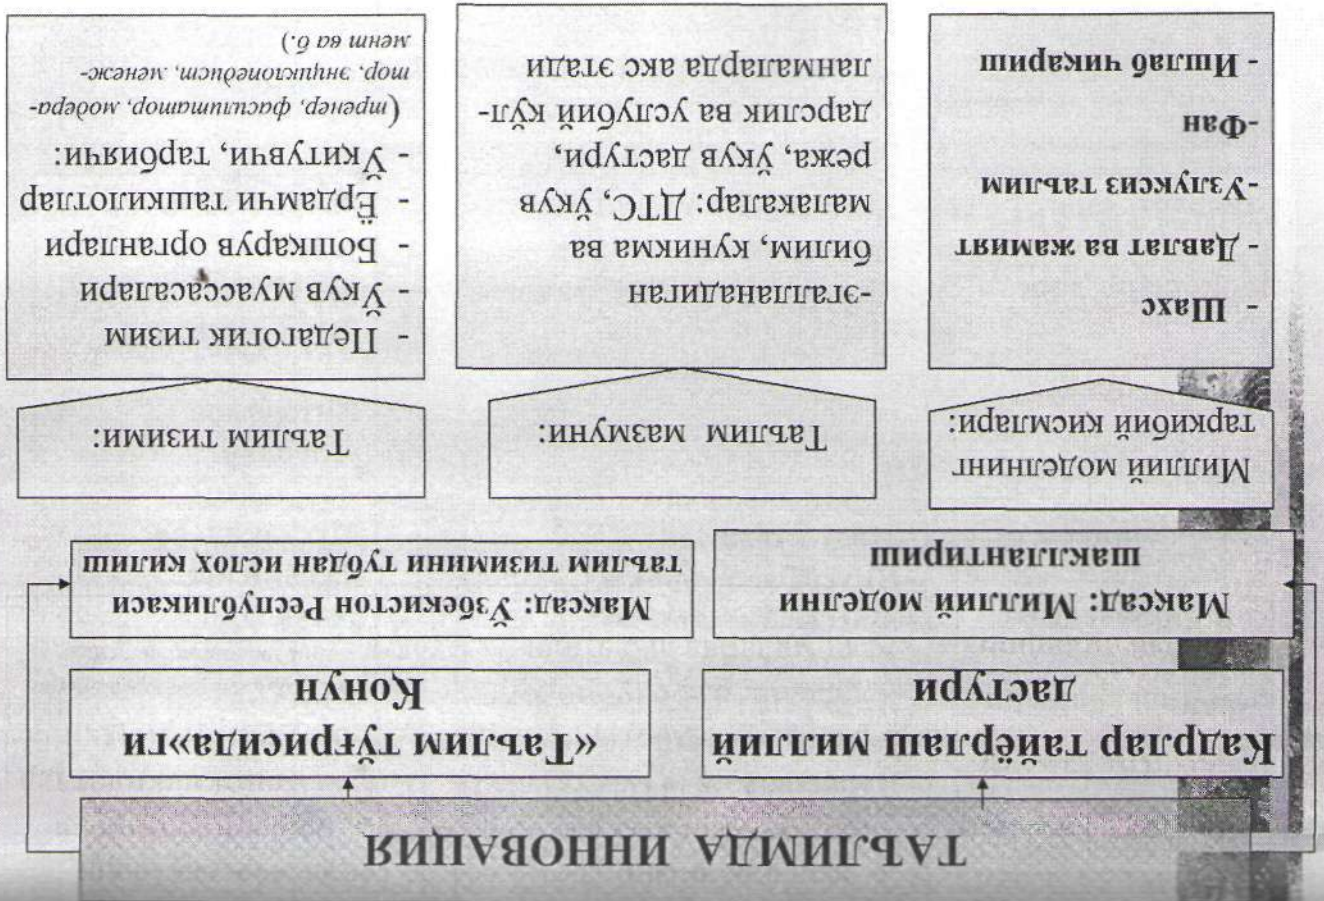 ТАЪЛИМДА ИННОВАЦИЯ
Кадрлар тайёрлаш миллий
дастури
«Таълим тўғрисида»ги
Қонун
Мақсад: Миллий моделни
шакллантириш
Мақсад: Ўзбекистон Республикаси
таълим тизимини тубдан ислоҳ қилиш
Миллий моделнинг
таркибий қисмлари:
- Шахс
- Давлат ва жамият
-Узлуксиз таълим
-Фан
- Ишлаб чиқариш
Таълим мазмуни:
-эгалланадиган
билим, куникма ва
малакалар: ДТС, ўқув
режа, ўқув дастури,
дарслик ва услубий қўл-
ланмаларда акс этади
Таълим тизими:
- Педагогик тизим
- Ўқув муассасалари
- Бошқарув органлари
- Ёрдамчи ташкилотлар
- Ўқитувчи, тарбиячи:
(тренер, фасилитатор, модера-
тор, энциклопедист, менеж-
мент ва б.)